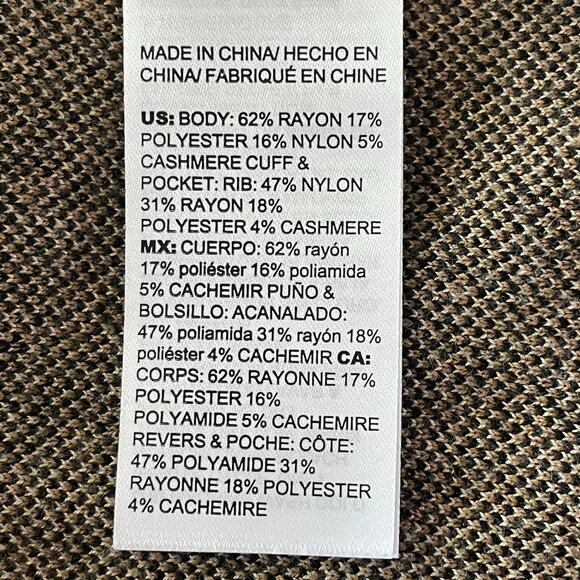 MADE IN CHINA/ HECHO EN
CHINA/ FABRIQUÉ EN CHINE
US: BODY: 62% RAYON 17%
POLYESTER 16% NYLON 5%
CASHMERE CUFF &
POCKET: RIB: 47% NYLON
31% RAYON 18%
POLYESTER 4% CASHMERE
MX: CUERPO: 62% rayón
17% poliéster 16% poliamida
5% CACHEMIR PUÑO &
BOLSILLO: ACANALADO:
47% poliamida 31% rayón 18%
poliéster 4% CACHEMIR CA:
CORPS: 62% RAYONNE 17%
POLYESTER 16%
POLYAMIDE 5% CACHEMIRE
REVERS & POCHE: CÔTE:
47% POLYAMIDE 31%
RAYONNE 18% POLYESTER
4% CACHEMIRE